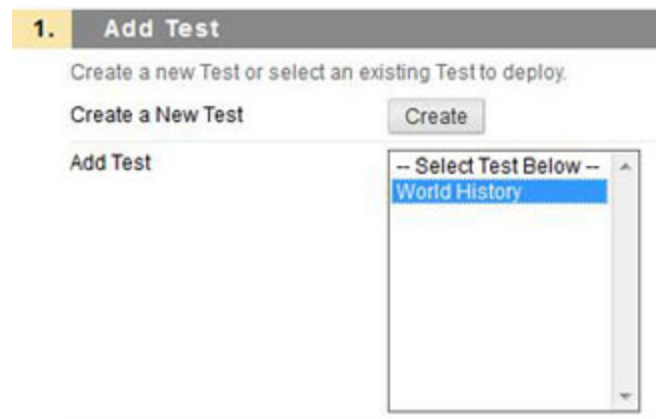 1. Add Test
Create a new Test or select an existing Test to deploy.
Create a New Test Create
Add Test
-- Select Test Below --
World History